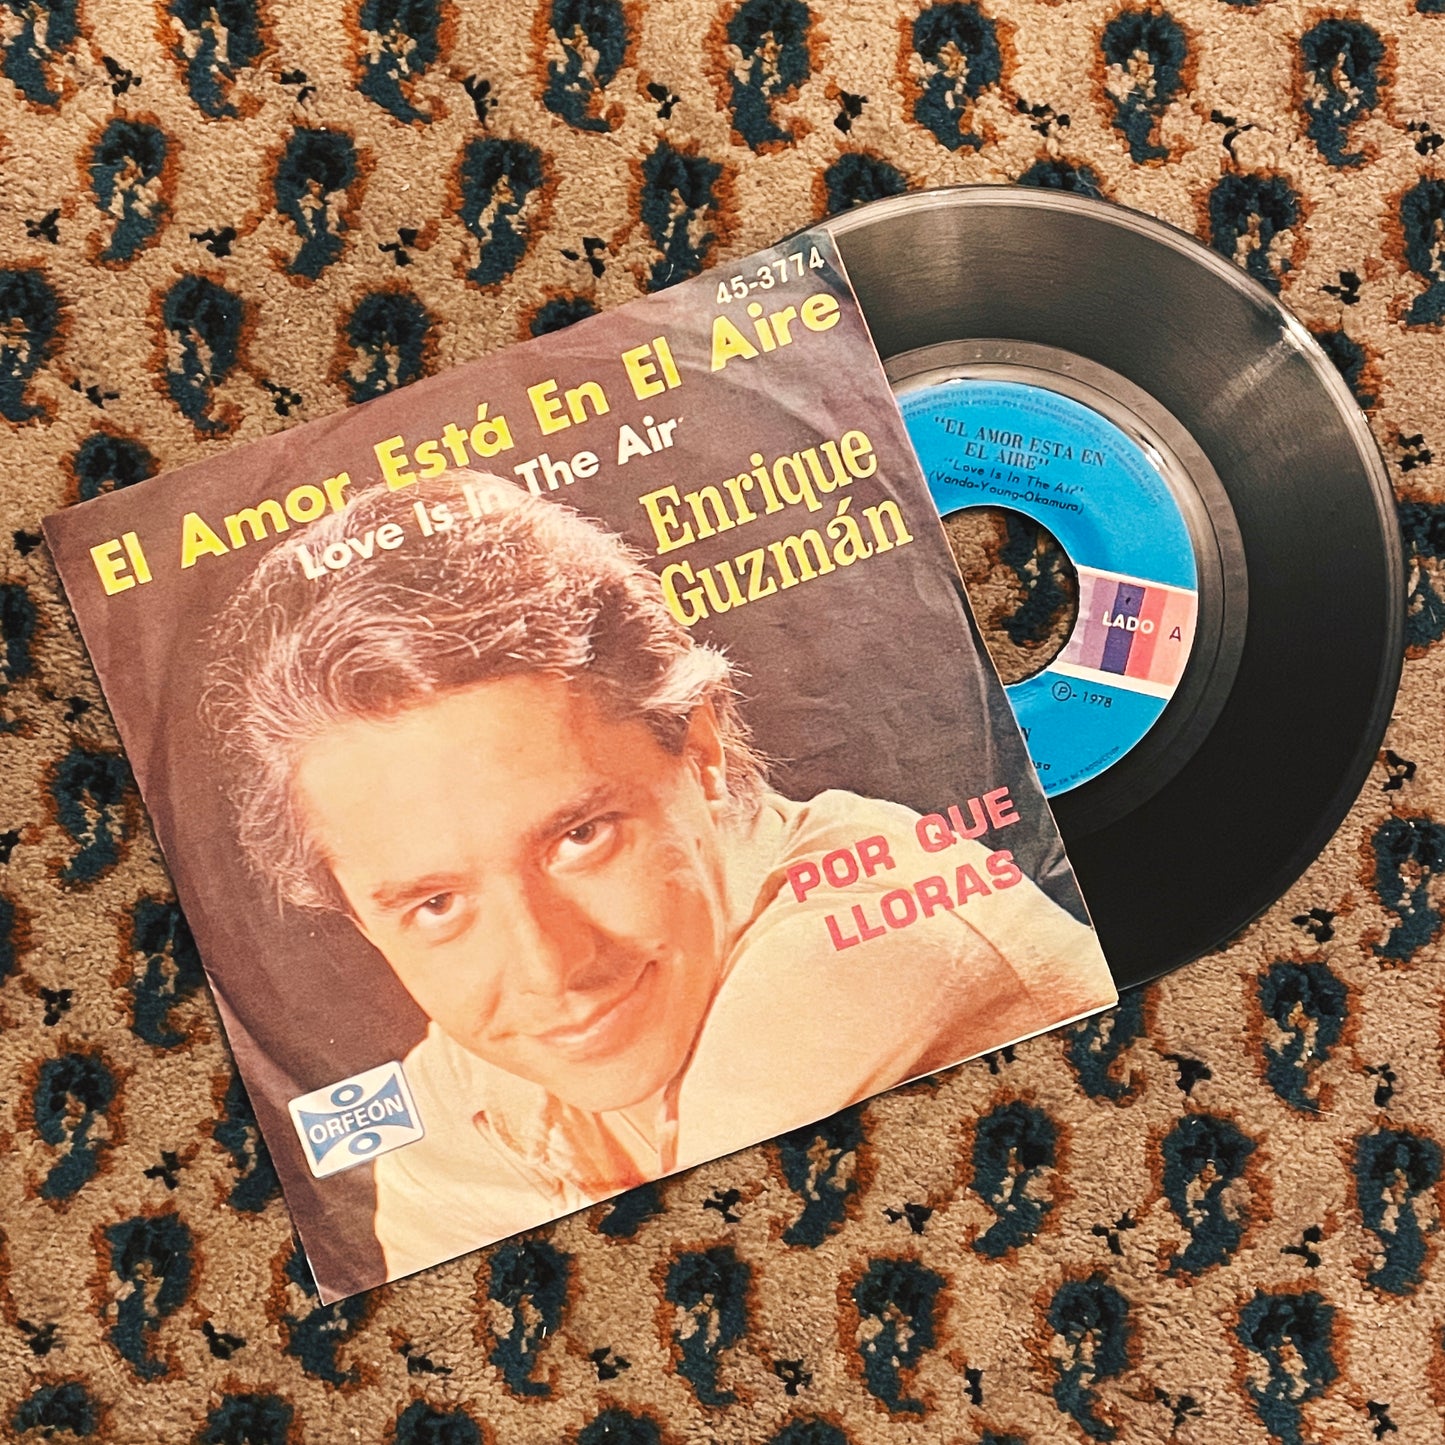 45-3774
El Amor Está En El Aire
Love Is In The Air
Enrique
Guzmán
POR QUE
LLORAS
ORFEÓN
"EL AMOR ESTA EN
EL AIRE"
"Love Is In The Air"
(Vanda-Young-Okamura)
LADO A
Ⓟ-1978